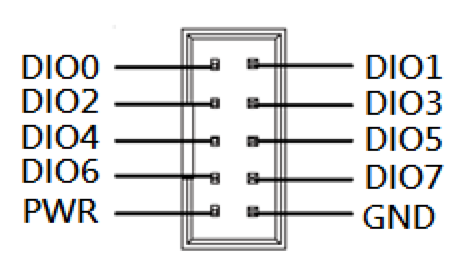 DIO0 DIO1
DIO2 DIO3
DIO4 DIO5
DIO6 DIO7
PWR GND